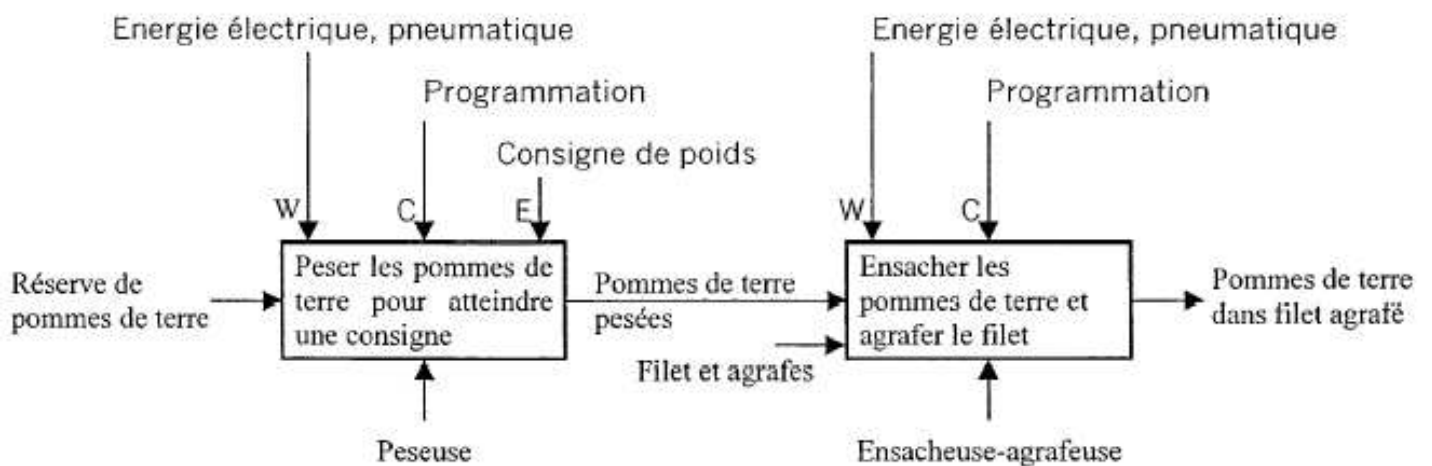 Energie électrique, pneumatique
Energie électrique, pneumatique
Programmation
Programmation
Consigne de poids
W
C
E
W
C
Réserve de
pommes de terre
Peser les pommes de
terre pour atteindre
une consigne
Pommes de terre
pesées
Filet et agrafes
Ensacher les
pommes de terre et
agrafer le filet
Pommes de terre
dans filet agrafé
Peseuse
Ensacheuse-agrafeuse